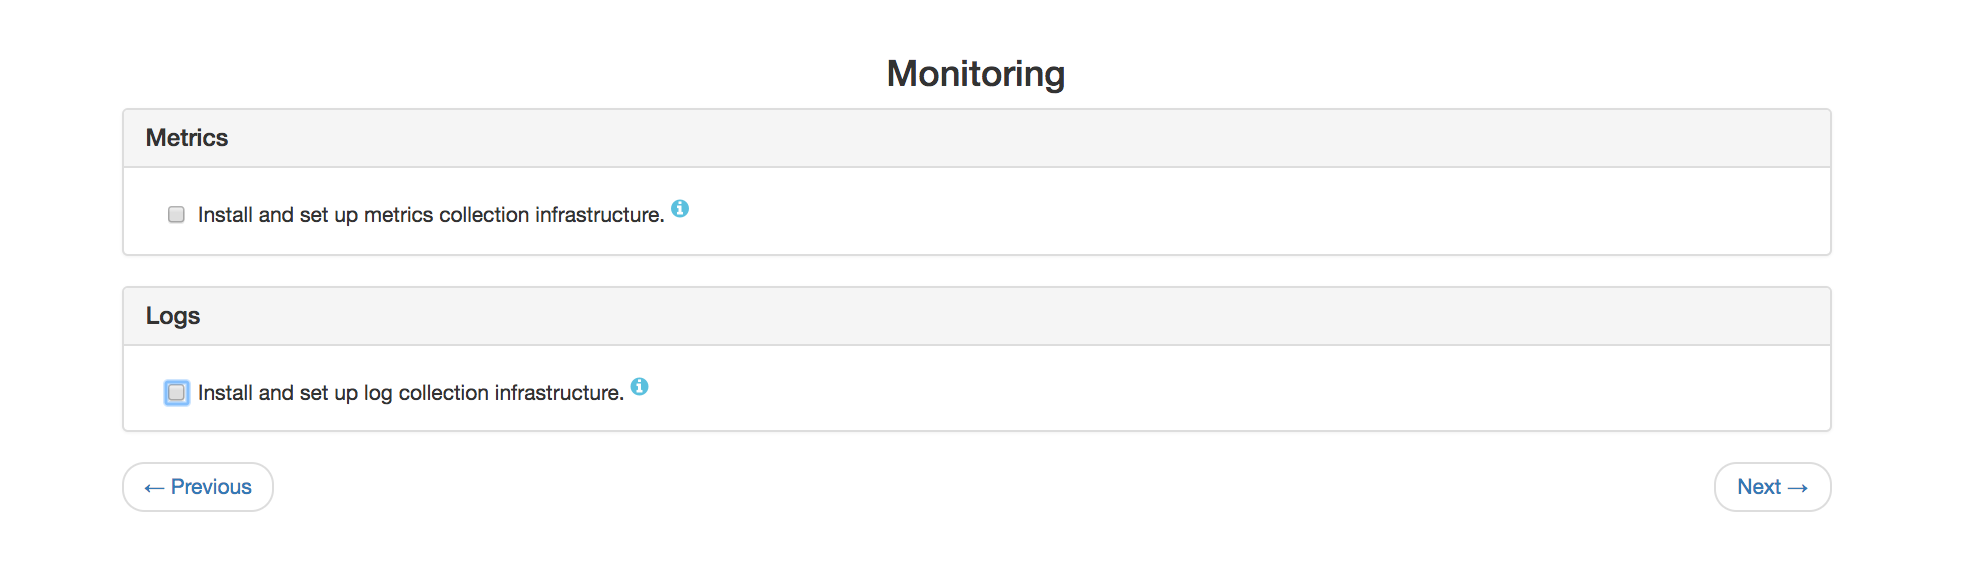 Monitoring
Metrics
Install and set up metrics collection infrastructure.
Logs
Install and set up log collection infrastructure.
← Previous
Next →